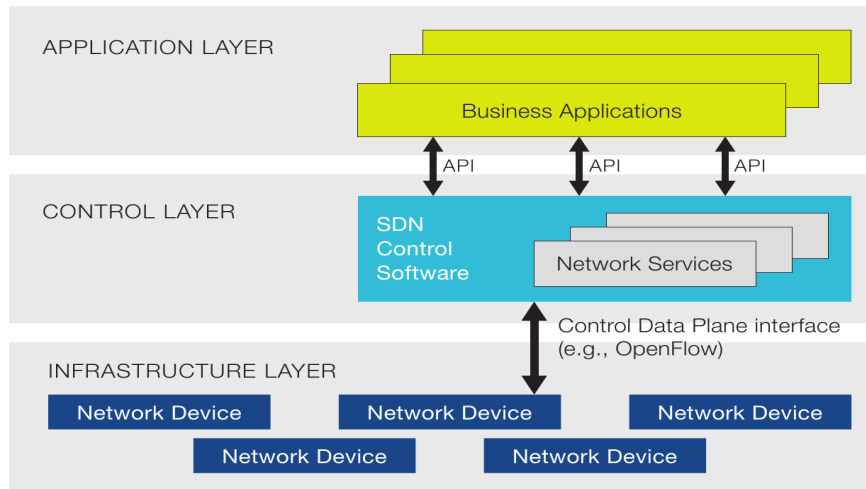 APPLICATION LAYER
Business Applications
API
API
API
CONTROL LAYER
SDN
Control
Software
Network Services
Control Data Plane interface
(e.g., OpenFlow)
INFRASTRUCTURE LAYER
Network Device
Network Device
Network Device
Network Device
Network Device